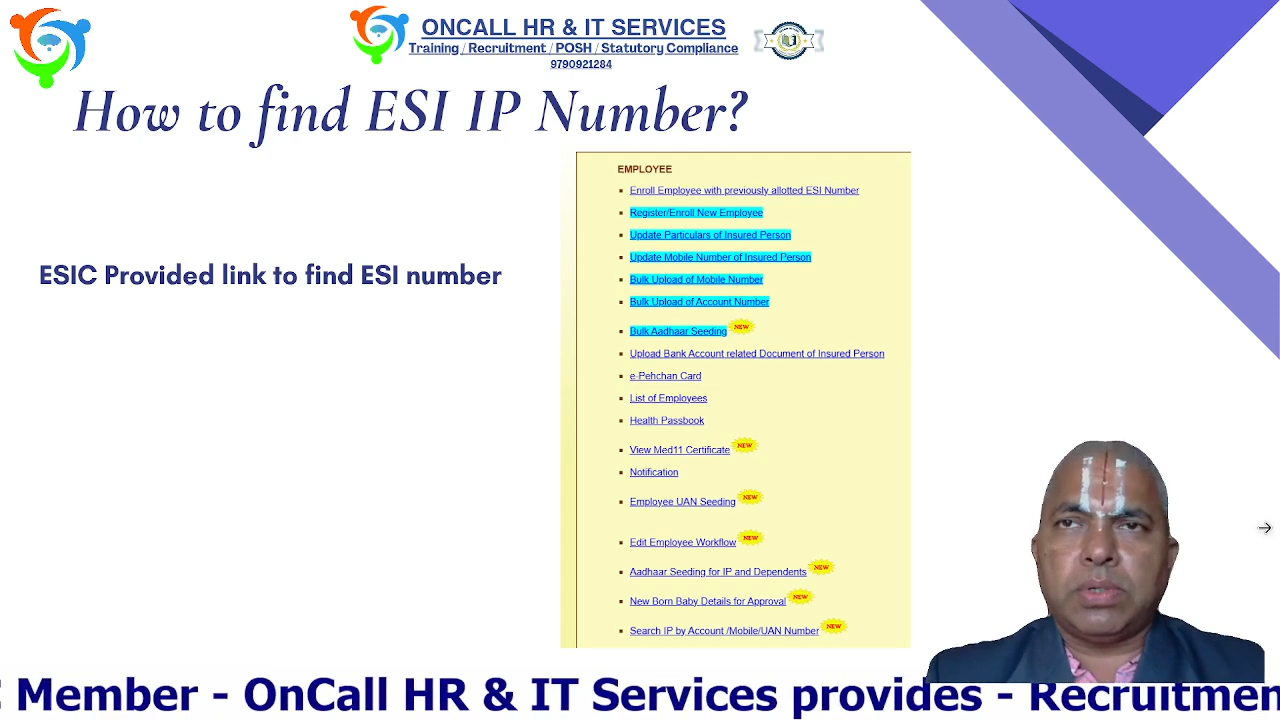 ONCALL HR & IT SERVICES
Training / Recruitment / POSH / Statutory Compliance
9790921284
How to find ESI IP Number?
ESIC Provided link to find ESI number
EMPLOYEE
Enroll Employee with previously allotted ESI Number
Register/Enroll New Employee
Update Particulars of Insured Person
Update Mobile Number of Insured Person
Bulk Upload of Mobile Number
Bulk Upload of Account Number
Bulk Aadhaar Seeding NEW
Upload Bank Account related Document of Insured Person
e-Pehchan Card
List of Employees
Health Passbook
View Med11 Certificate NEW
Notification
Employee UAN Seeding NEW
Edit Employee Workflow NEW
Aadhaar Seeding for IP and Dependents NEW
New Born Baby Details for Approval NEW
Search IP by Account /Mobile/UAN Number NEW
Member - OnCall HR & IT Services provides - Recruitmen